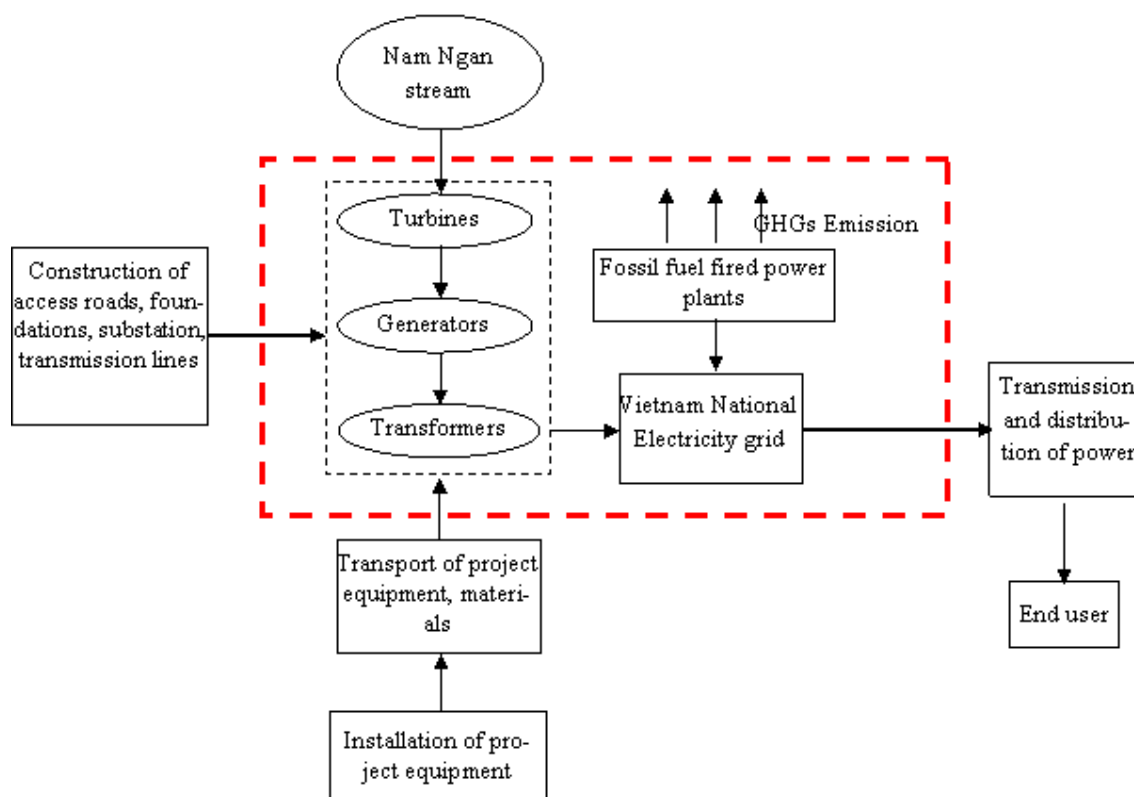 Nam Ngan
stream
Turbines
GHGs Emission
Construction of
access roads, foun-
dations, substation,
transmission lines
Fossil fuel fired power
plants
Generators
Transformers
Vietnam National
Electricity grid
Transmission
and distribu-
tion of power
Transport of project
equipment, materi-
als
End user
Installation of pro-
ject equipment